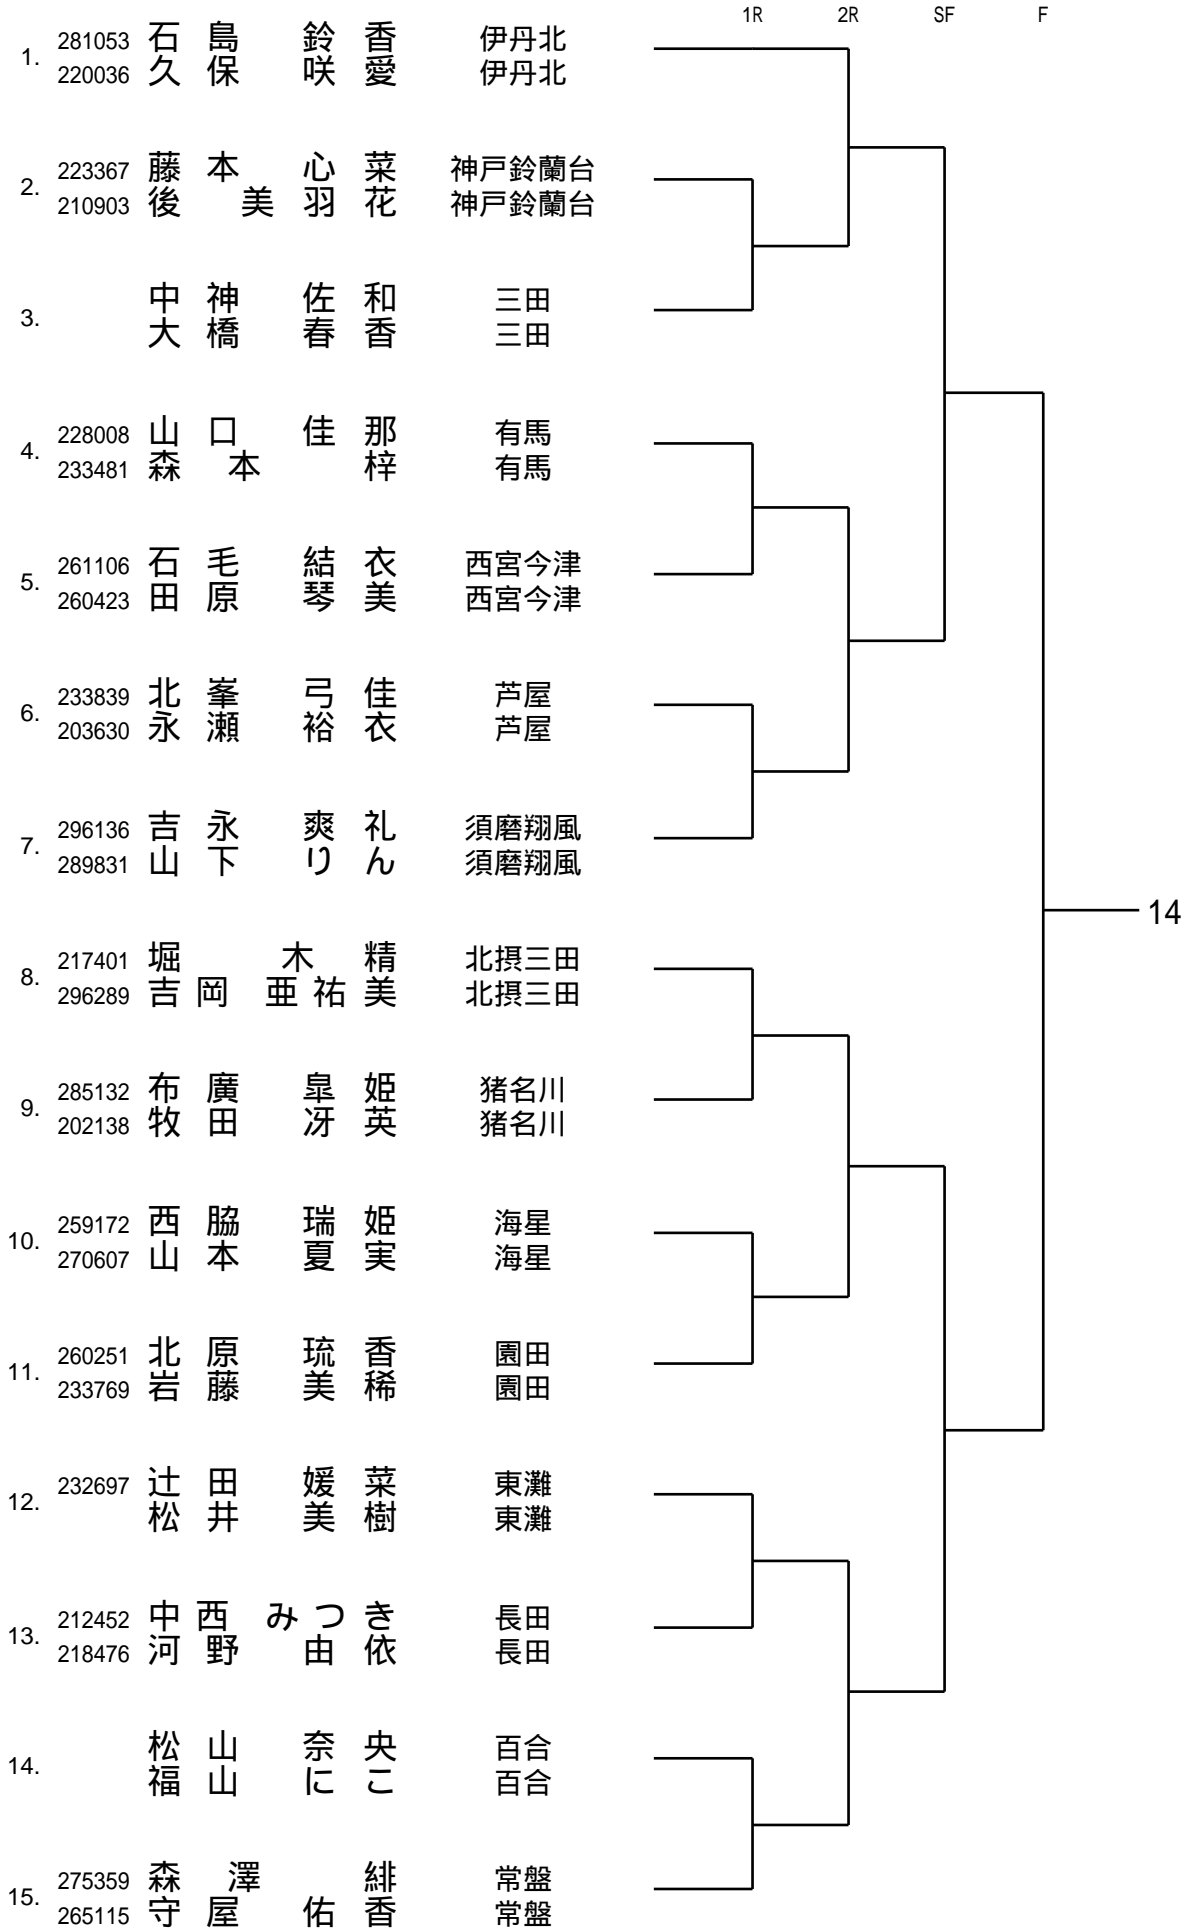 1R 2R SF F
1. 281053 石島 鈴香 伊丹北
220036 久保 咲愛 伊丹北
2. 223367 藤本 心菜 神戸鈴蘭台
210903 後 美羽花 神戸鈴蘭台
3. 中神 佐和 三田
大橋 春香 三田
4. 228008 山口 佳那 有馬
233481 森本 梓 有馬
5. 261106 石毛 結衣 西宮今津
260423 田原 琴美 西宮今津
6. 233839 北峯 弓佳 芦屋
203630 永瀬 裕衣 芦屋
7. 296136 吉永 爽礼 須磨翔風
289831 山下 りん 須磨翔風
14
8. 217401 堀 木精 北摂三田
296289 吉岡 亜祐美 北摂三田
9. 285132 布廣 皐姫 猪名川
202138 牧田 冴英 猪名川
10. 259172 西脇 瑞姫 海星
270607 山本 夏実 海星
11. 260251 北原 琉香 園田
233769 岩藤 美稀 園田
12. 232697 辻田 媛菜 東灘
松井 美樹 東灘
13. 212452 中西 みつき 長田
218476 河野 由依 長田
14. 松山 奈央 百合
福山 にこ 百合
15. 275359 森澤 緋 常盤
265115 守屋 佑香 常盤